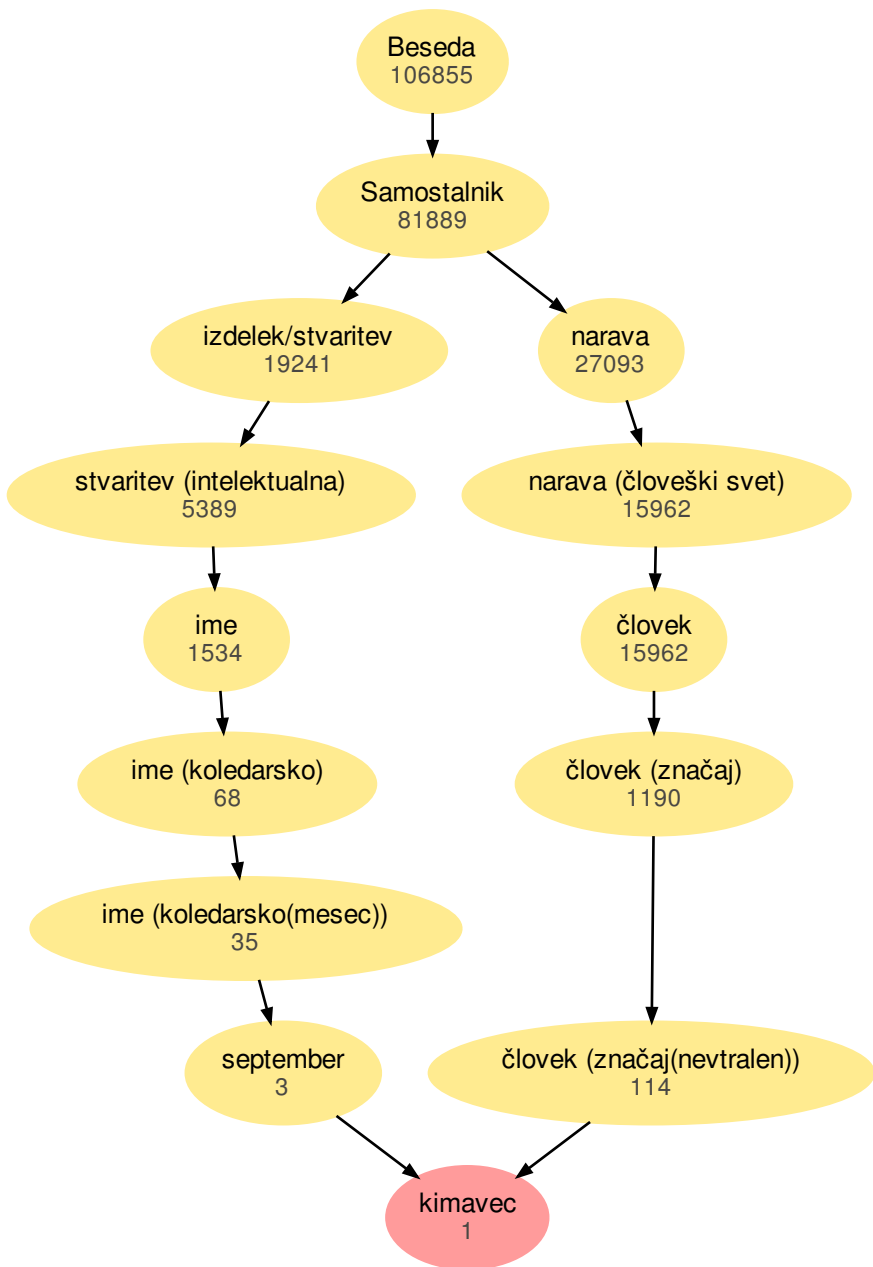 Beseda
106855
Samostalnik
81889
izdelek/stvaritev
19241
narava
27093
stvaritev (intelektualna)
5389
narava (človeški svet)
15962
ime
1534
človek
15962
ime (koledarsko)
68
človek (značaj)
1190
ime (koledarsko(mesec))
35
september
3
človek (značaj(nevtralen))
114
kimavec
1